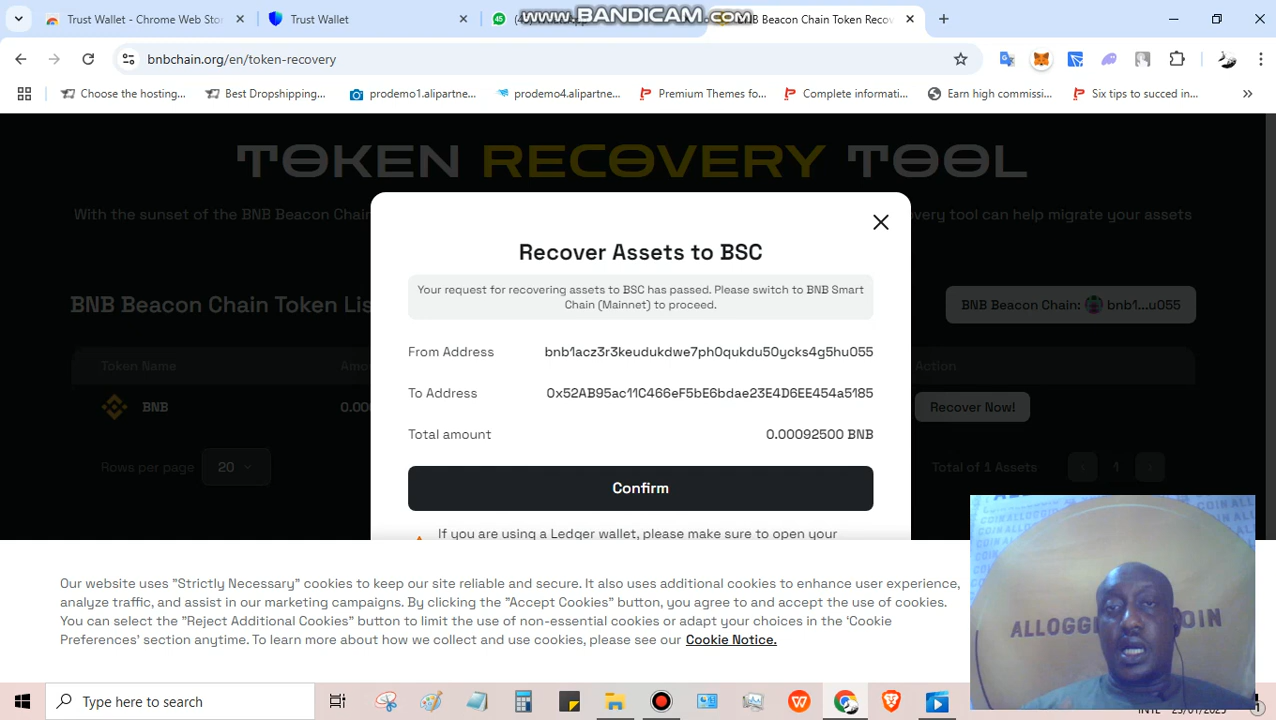 Trust Wallet - Chrome Web Sto
Trust Wallet
www.BANDICAM.com
BNB Beacon Chain Token Recov
bnbchain.org/en/token-recovery
Choose the hosting...
Best Dropshipping...
prodemo1.alipartne...
prodemo4.alipartne...
Premium Themes fo...
Complete informati...
Earn high commissi...
Six tips to succed in...
TOKEN RECOVERY TOOL
With the sunset of the BNB Beacon Chai
very tool can help migrate your assets
Recover Assets to BSC
Your request for recovering assets to BSC has passed. Please switch to BNB Smart
Chain (Mainnet) to proceed.
BNB Beacon Chain Token Lis
BNB Beacon Chain: bnb1...u055
From Address bnb1acz3r3keudukdwe7ph0qukdu50ycks4g5hu055
Token Name
Amo
Action
To Address 0x52AB95ac11C466eF5bE6bdae23E4D6EE454a5185
BNB
0.00
Recover Now!
Total amount 0.00092500 BNB
Rows per page 20
Total of 1 Assets
1
Confirm
If you are using a Ledger wallet, please make sure to open your
Our website uses "Strictly Necessary" cookies to keep our site reliable and secure. It also uses additional cookies to enhance user experience,
analyze traffic, and assist in our marketing campaigns. By clicking the "Accept Cookies" button, you agree to and accept the use of cookies.
You can select the "Reject Additional Cookies" button to limit the use of non-essential cookies or adapt your choices in the 'Cookie
Preferences' section anytime. To learn more about how we collect and use cookies, please see our Cookie Notice.
Type here to search
INTL 23/01/2025